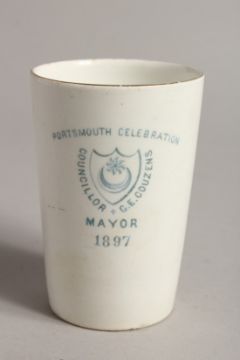 PORTSMOUTH CELEBRATION
COUNCILLOR * G.E. COUZENS
MAYOR
1897